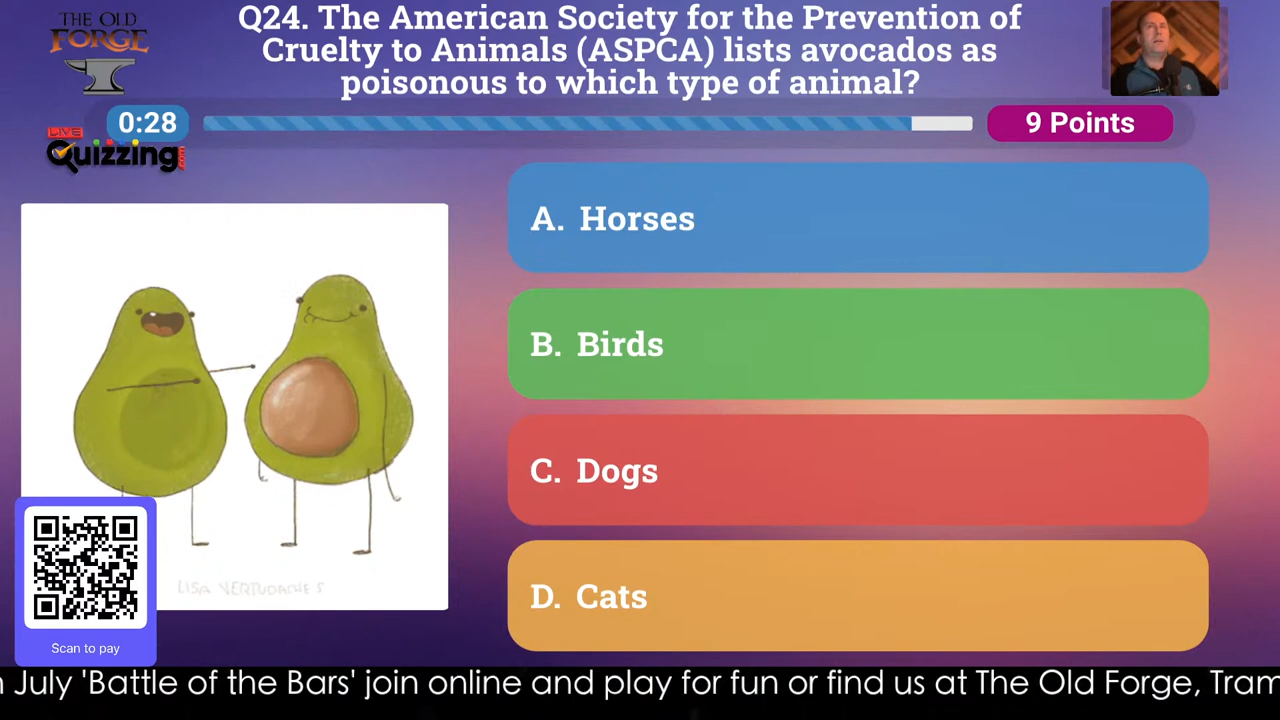 THE OLD
FORGE
Q24. The American Society for the Prevention of
Cruelty to Animals (ASPCA) lists avocados as
poisonous to which type of animal?
0:28
9 Points
LIVE
Quizzing
.com
A. Horses
B. Birds
C. Dogs
D. Cats
LISA
Scan to pay
July 'Battle of the Bars' join online and play for fun or find us at The Old Forge, Tram